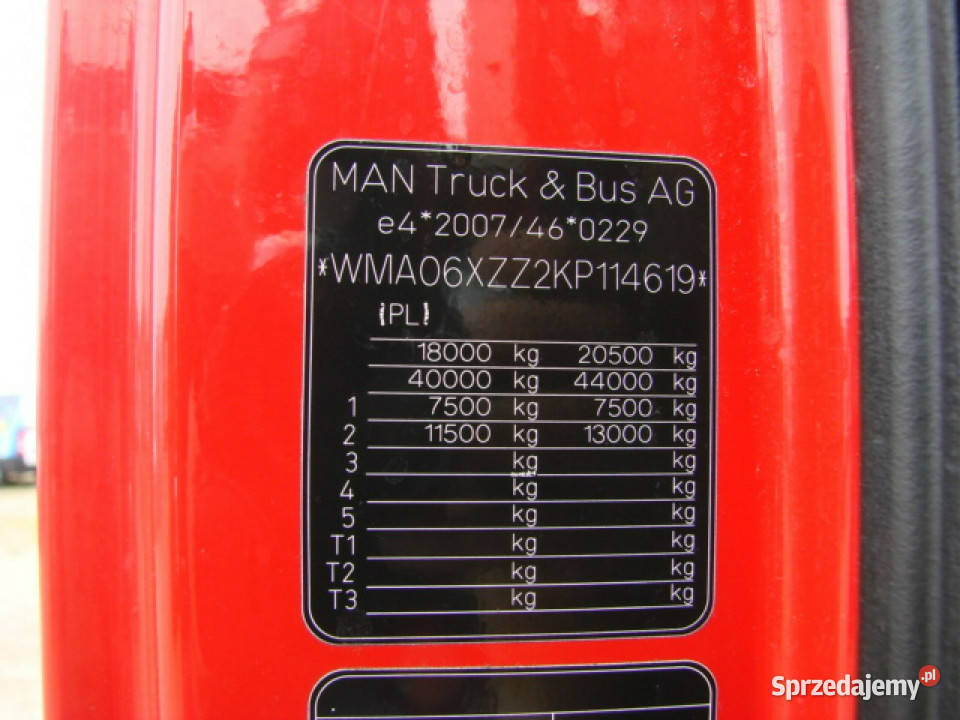 MAN Truck & Bus AG
e4*2007/46*0229
*WMA06XZZ2KP114619*
(PL)
18000 kg 20500 kg
40000 kg 44000 kg
1 7500 kg 7500 kg
2 11500 kg 13000 kg
3 kg kg
4 kg kg
5 kg kg
T1 kg kg
T2 kg kg
T3 kg kg
Sprzedajemy.pl